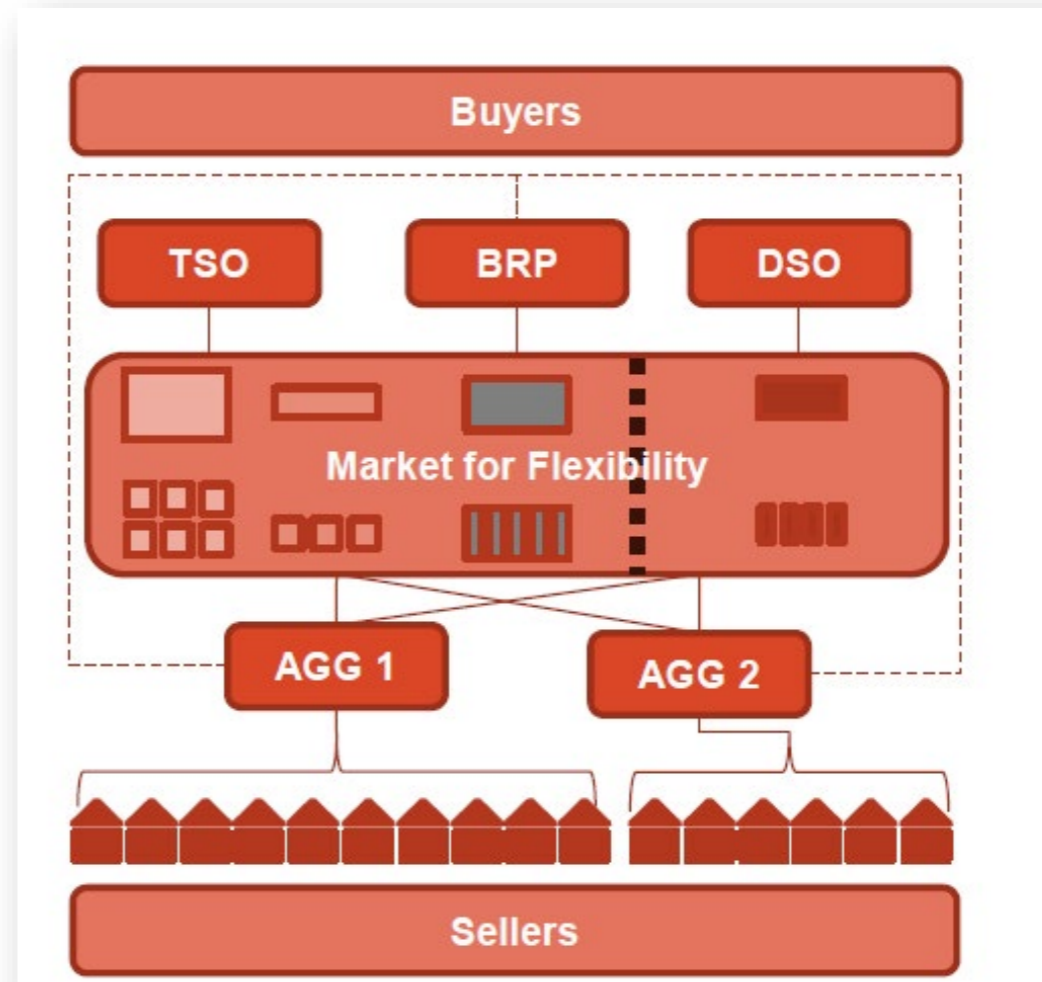 Buyers
TSO
BRP
DSO
Market for Flexibility
AGG 1
AGG 2
Sellers